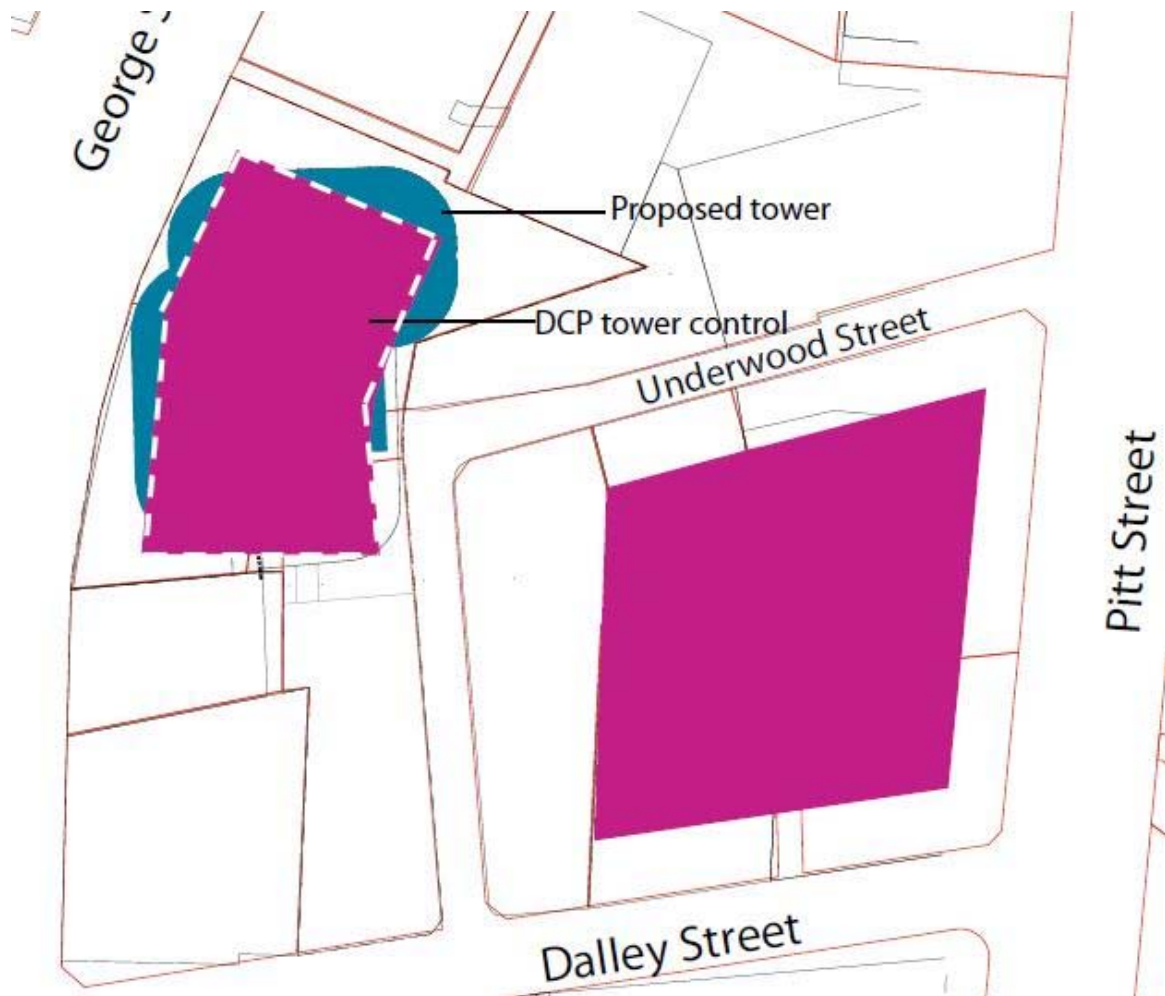 George S
Proposed tower
DCP tower control
Underwood Street
Pitt Street
Dalley Street